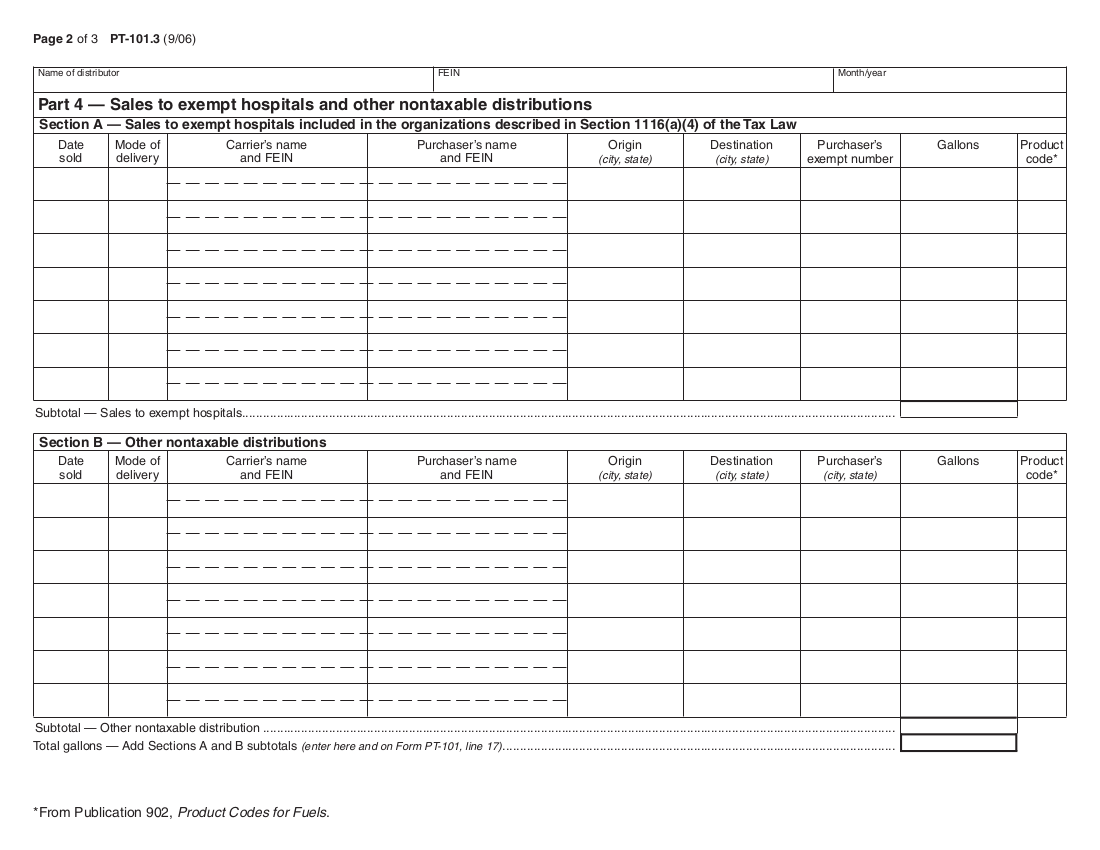 Page 2 of 3 PT-101.3 (9/06)
Name of distributor FEIN Month/year
Part 4 — Sales to exempt hospitals and other nontaxable distributions
Section A — Sales to exempt hospitals included in the organizations described in Section 1116(a)(4) of the Tax Law
Date Mode of Carrier's name Purchaser's name Origin Destination Purchaser's Gallons Product
sold delivery and FEIN and FEIN (city, state) (city, state) exempt number code*
Subtotal — Sales to exempt hospitals
Section B — Other nontaxable distributions
Date Mode of Carrier's name Purchaser's name Origin Destination Purchaser's Gallons Product
sold delivery and FEIN and FEIN (city, state) (city, state) (city, state) code*
Subtotal — Other nontaxable distribution
Total gallons — Add Sections A and B subtotals (enter here and on Form PT-101, line 17)
*From Publication 902, Product Codes for Fuels.